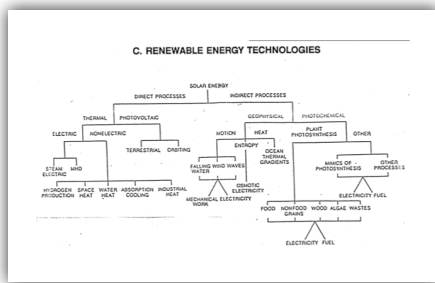 C. RENEWABLE ENERGY TECHNOLOGIES
SOLAR ENERGY
DIRECT PROCESSES INDIRECT PROCESSES
THERMAL PHOTOVOLTAIC GEOPHYSICAL PHOTOCHEMICAL
ELECTRIC NONELECTRIC MOTION HEAT PLANT PHOTOSYNTHESIS OTHER
ENTROPY
TERRESTRIAL ORBITING
OCEAN THERMAL GRADIENTS
STEAM ELECTRIC MHD
FALLING WATER WIND WAVES
MIMICS OF PHOTOSYNTHESIS OTHER PROCESSES
HYDROGEN PRODUCTION SPACE HEAT WATER HEAT ABSORPTION COOLING INDUSTRIAL HEAT
OSMOTIC ELECTRICITY
MECHANICAL WORK ELECTRICITY
ELECTRICITY FUEL
FOOD NONFOOD GRAINS WOOD ALGAE WASTES
ELECTRICITY FUEL